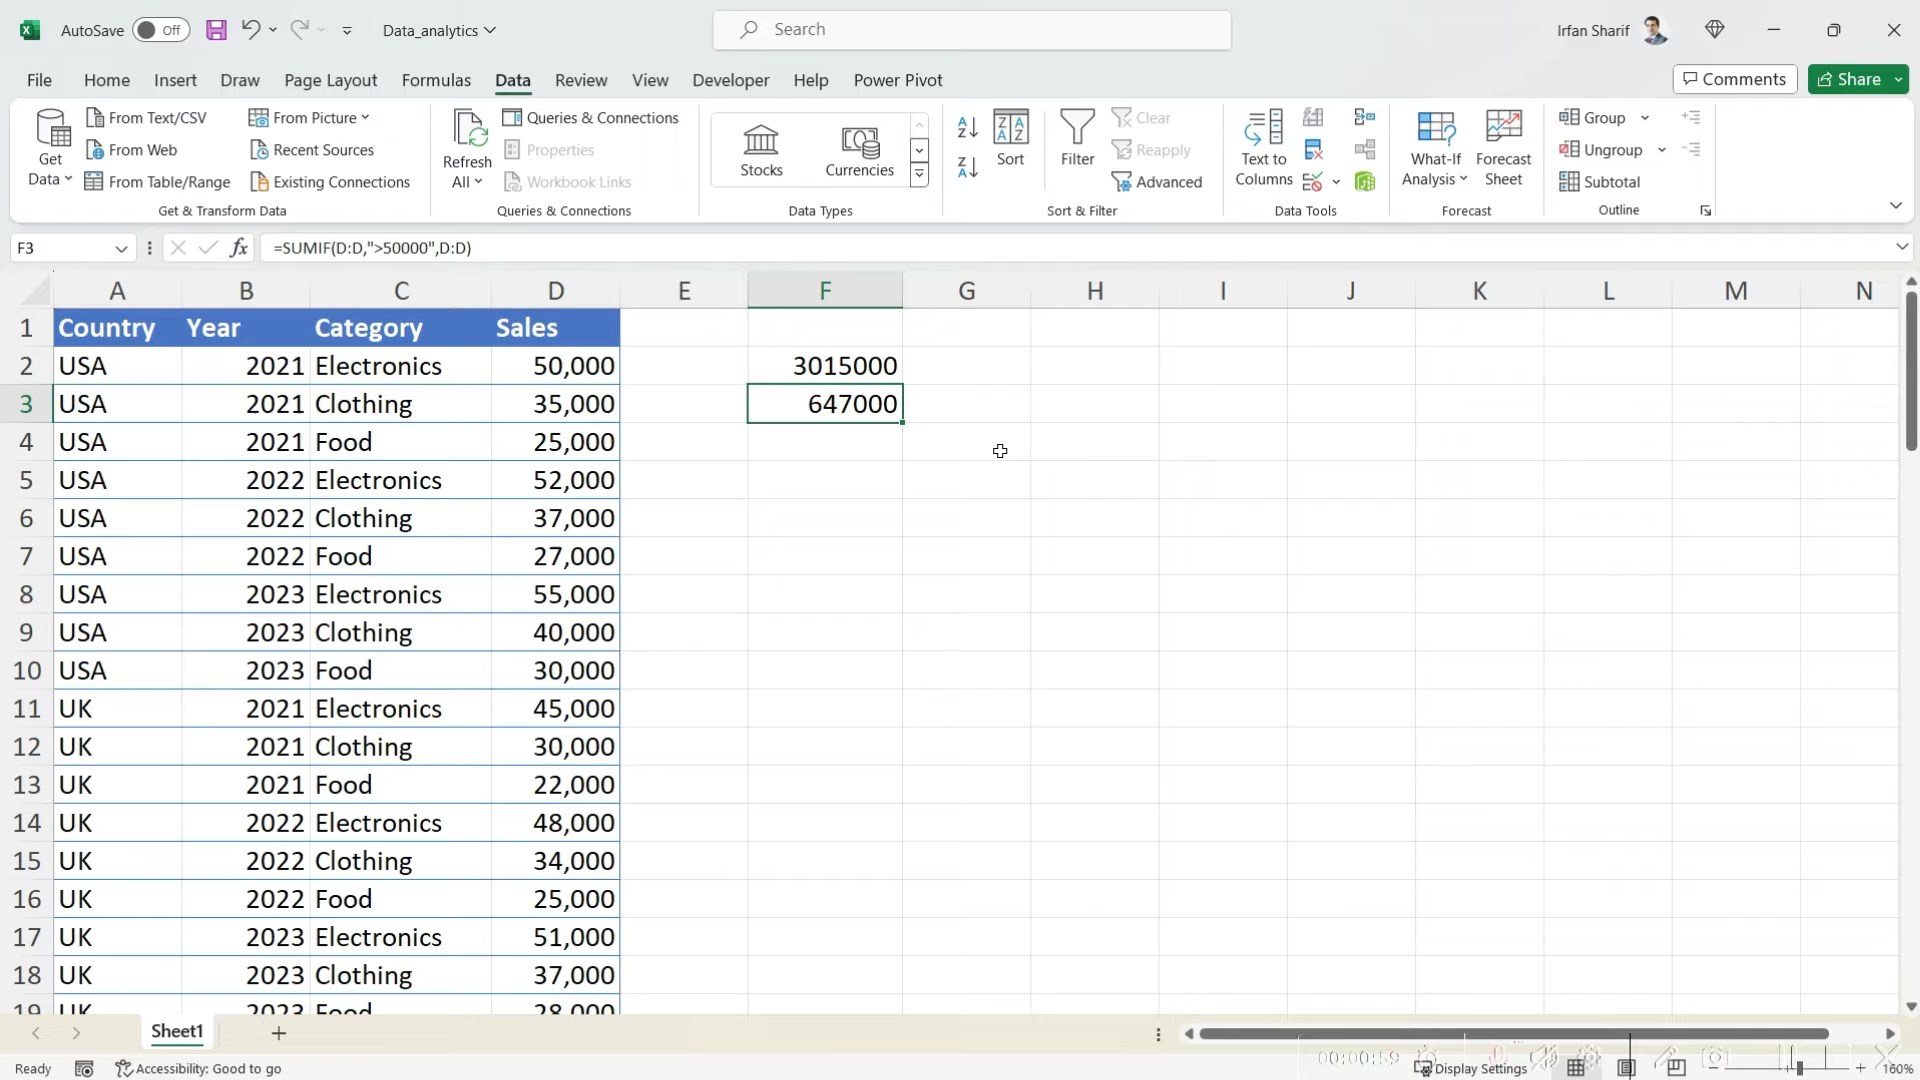 AutoSave Off Data_analytics Search Irfan Sharif
File Home Insert Draw Page Layout Formulas Data Review View Developer Help Power Pivot Comments Share
Get Data From Text/CSV From Web From Table/Range From Picture Recent Sources Existing Connections
Refresh All Queries & Connections Properties Workbook Links
Stocks Currencies
Sort Filter Clear Reapply Advanced
Text to Columns
What-If Analysis Forecast Sheet
Group Ungroup Subtotal
Get & Transform Data Queries & Connections Data Types Sort & Filter Data Tools Forecast Outline
F3 fx =SUMIF(D:D,">50000",D:D)
A B C D E F G H I J K L M N
1 Country Year Category Sales
2 USA 2021 Electronics 50,000 3015000
3 USA 2021 Clothing 35,000 647000
4 USA 2021 Food 25,000
5 USA 2022 Electronics 52,000
6 USA 2022 Clothing 37,000
7 USA 2022 Food 27,000
8 USA 2023 Electronics 55,000
9 USA 2023 Clothing 40,000
10 USA 2023 Food 30,000
11 UK 2021 Electronics 45,000
12 UK 2021 Clothing 30,000
13 UK 2021 Food 22,000
14 UK 2022 Electronics 48,000
15 UK 2022 Clothing 34,000
16 UK 2022 Food 25,000
17 UK 2023 Electronics 51,000
18 UK 2023 Clothing 37,000
19 UK 2023 Food 28,000
Sheet1
00:00:59
Ready Accessibility: Good to go Display Settings 160%